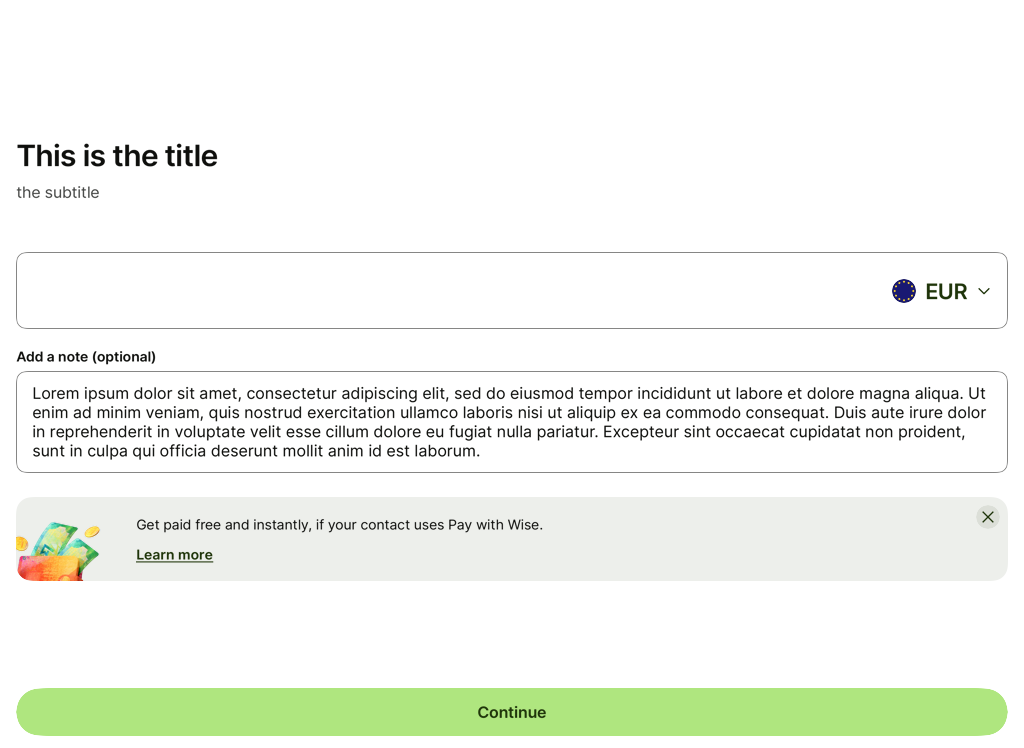 This is the title
the subtitle
EUR
Add a note (optional)
Lorem ipsum dolor sit amet, consectetur adipiscing elit, sed do eiusmod tempor incididunt ut labore et dolore magna aliqua. Ut
enim ad minim veniam, quis nostrud exercitation ullamco laboris nisi ut aliquip ex ea commodo consequat. Duis aute irure dolor
in reprehenderit in voluptate velit esse cillum dolore eu fugiat nulla pariatur. Excepteur sint occaecat cupidatat non proident,
sunt in culpa qui officia deserunt mollit anim id est laborum.
Get paid free and instantly, if your contact uses Pay with Wise.
Learn more
Continue